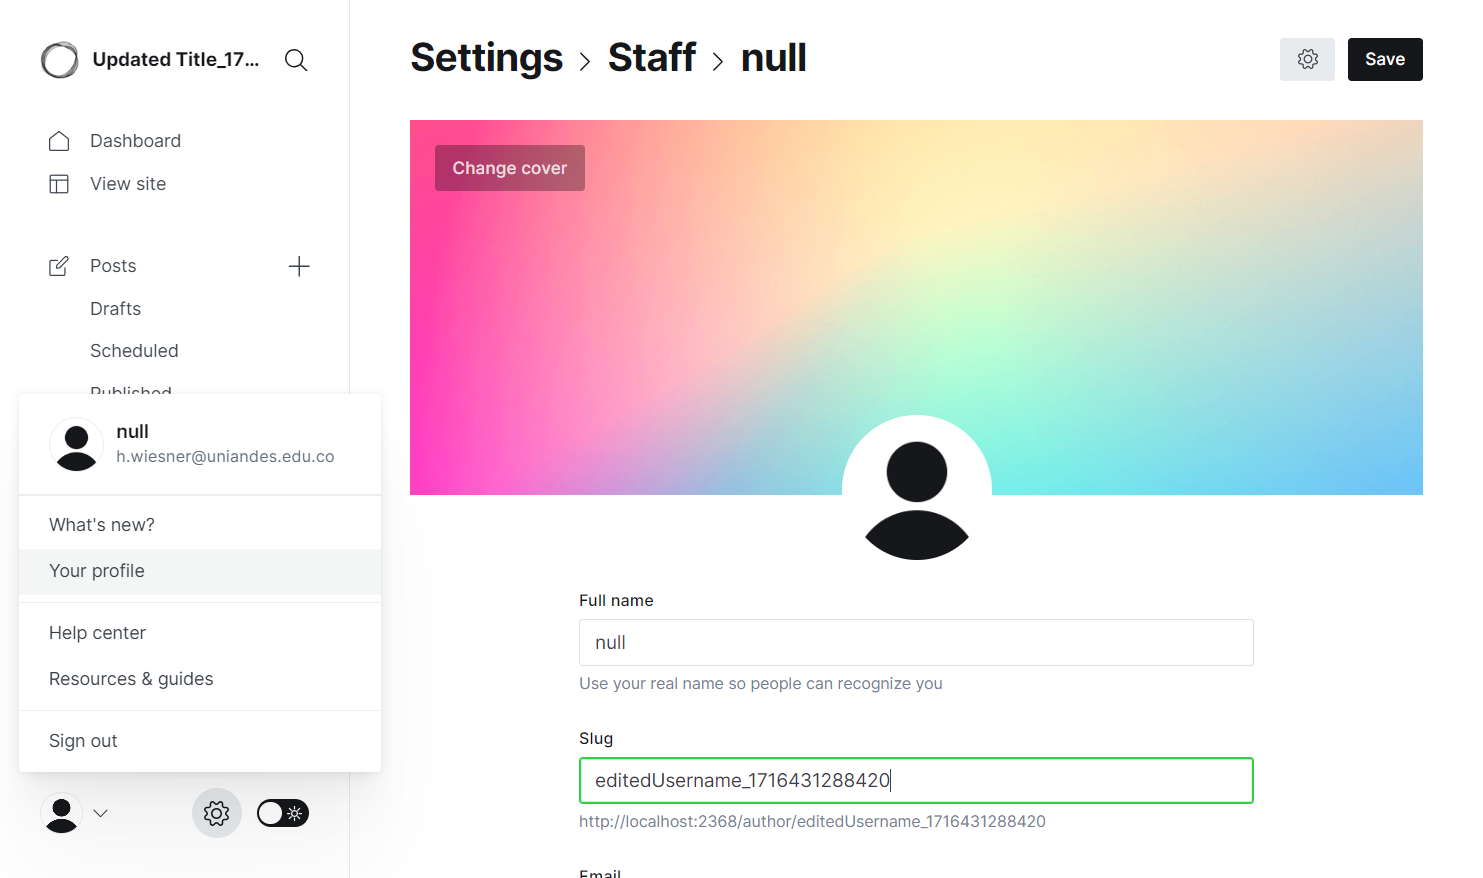 Updated Title_17...
Dashboard
View site
Posts
Drafts
Scheduled
Published
null
h.wiesner@uniandes.edu.co
What's new?
Your profile
Help center
Resources & guides
Sign out
Settings > Staff > null
Save
Change cover
Full name
null
Use your real name so people can recognize you
Slug
editedUsername_1716431288420
http://localhost:2368/author/editedUsername_1716431288420
Email